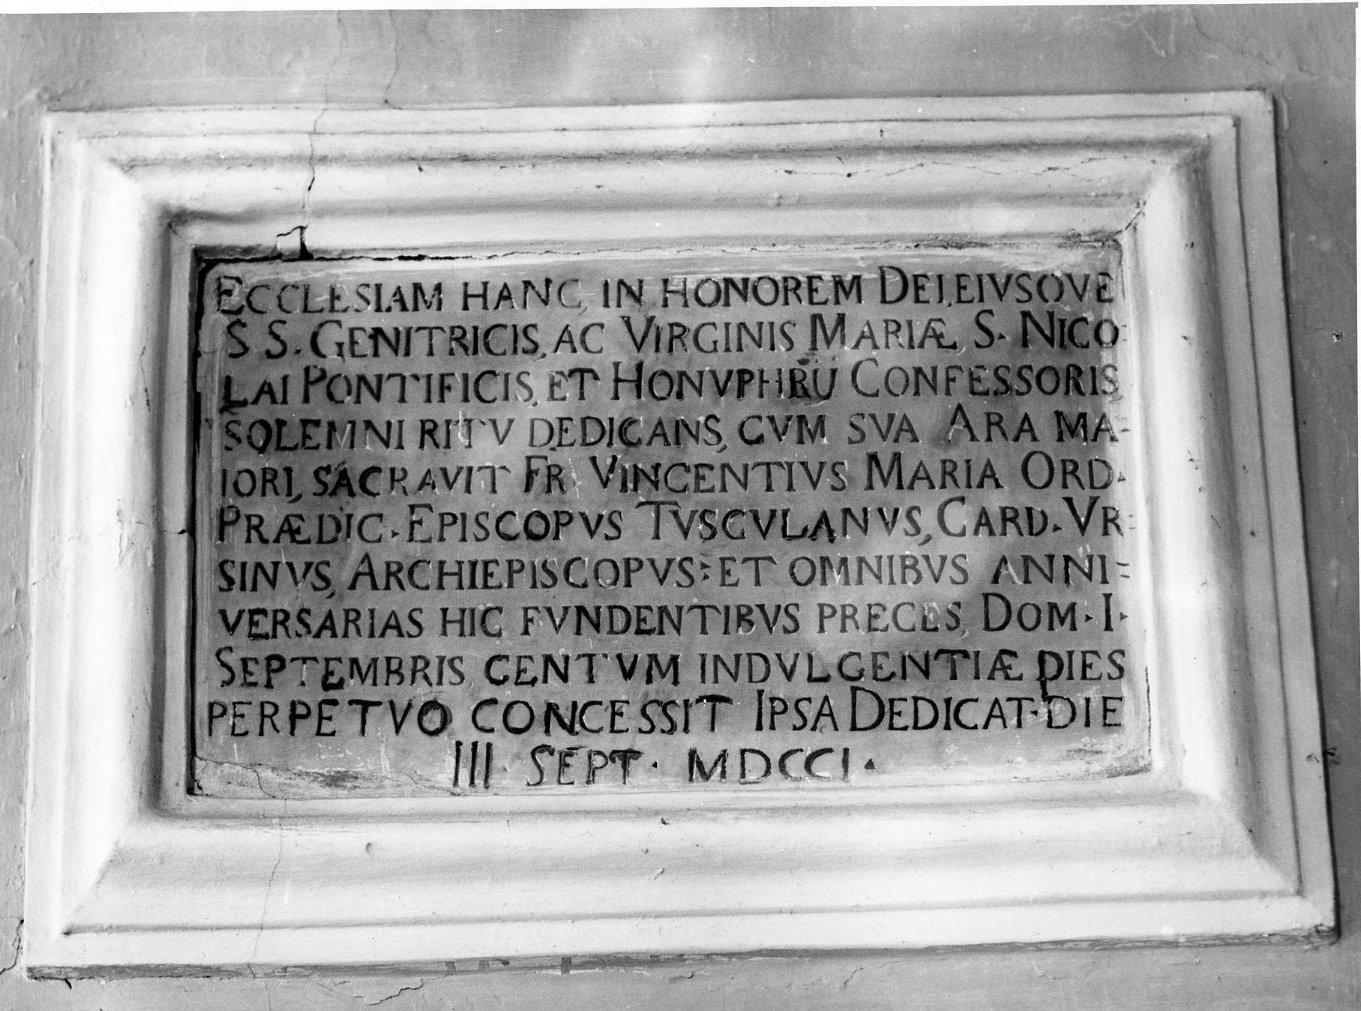 ECCLESIAM HANC, IN HONOREM DEI, EIVSQVE
S S. GENITRICIS, AC VIRGINIS MARIÆ, S. NICO-
LAI PONTIFICIS, ET HONVPHRIJ CONFESSORIS,
SOLEMNI RITV DEDICANS, CVM SVA ARA MA-
IORI, SACRAVIT FR. VINCENTIVS MARIA ORD.
PRÆDIC. EPISCOPVS TVSCVLANVS, CARD. VR-
SINVS, ARCHIEPISCOPVS: ET OMNIBVS ANNI-
VERSARIAS HIC FVNDENTIBVS PRECES, DOM. I.
SEPTEMBRIS CENTVM INDVLGENTIÆ DIES
PERPETVO CONCESSIT IPSA DEDICAT. DIE
III SEPT. MDCCI.